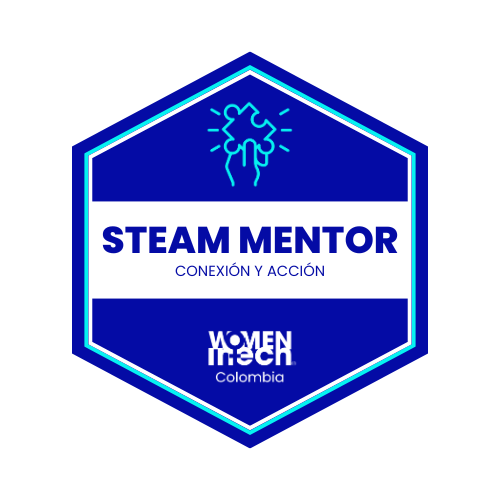 STEAM MENTOR
CONEXIÓN Y ACCIÓN
WOMEN
in tech®
Colombia